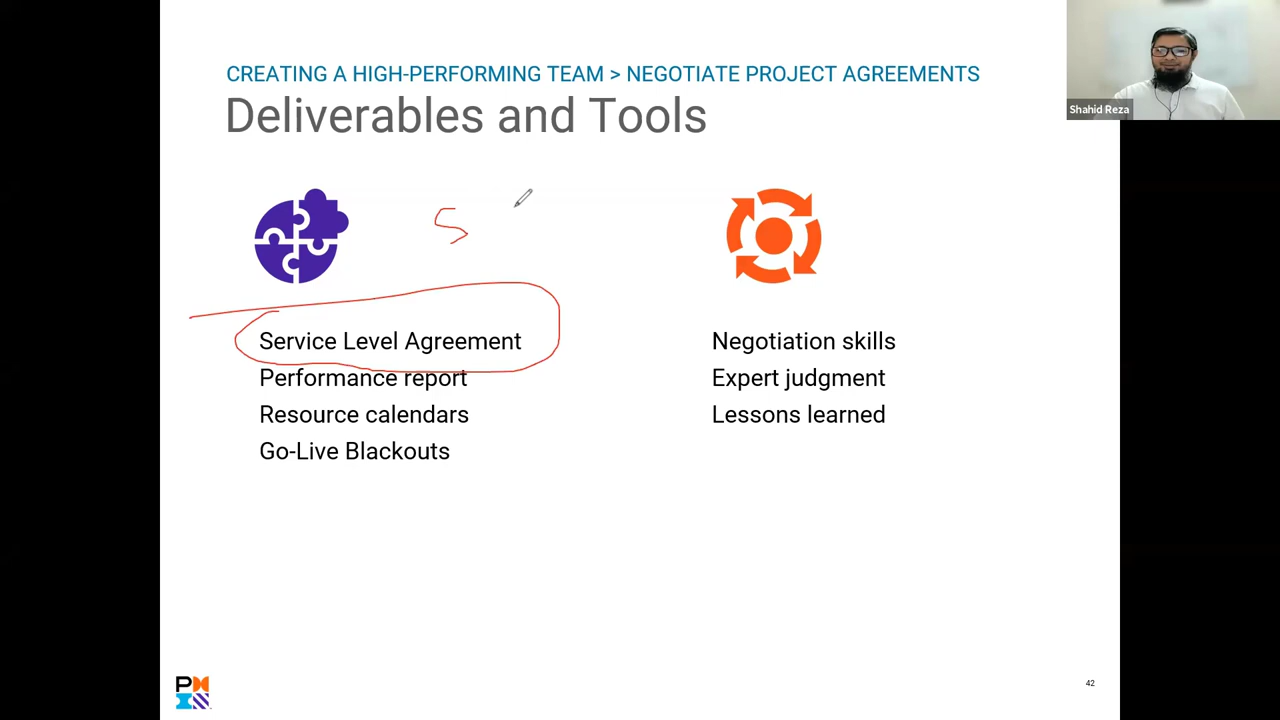 CREATING A HIGH-PERFORMING TEAM > NEGOTIATE PROJECT AGREEMENTS
Deliverables and Tools
Shahid Reza
S
Service Level Agreement
Performance report
Resource calendars
Go-Live Blackouts
Negotiation skills
Expert judgment
Lessons learned
PM
42